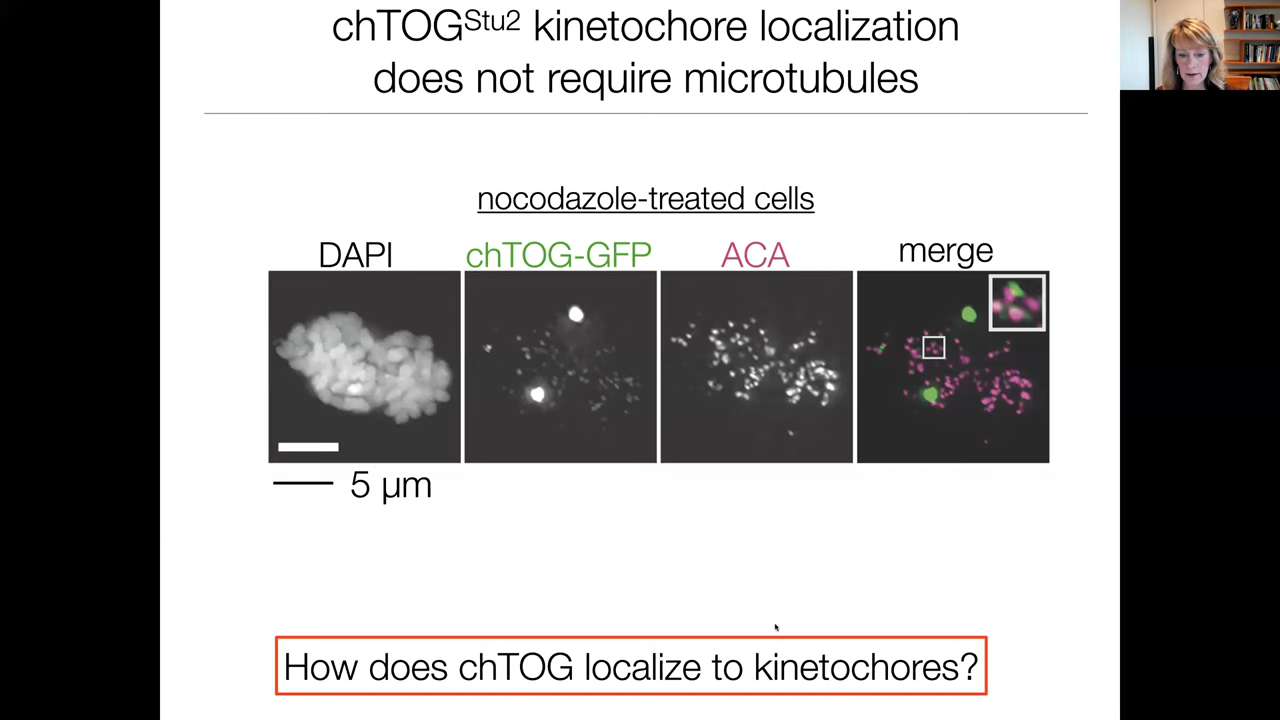 chTOGStu2 kinetochore localization
does not require microtubules
nocodazole-treated cells
DAPI chTOG-GFP ACA merge
5 μm
How does chTOG localize to kinetochores?